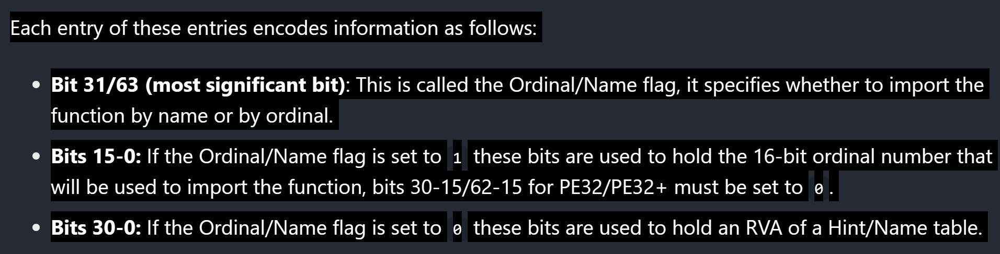 Each entry of these entries encodes information as follows:
• Bit 31/63 (most significant bit): This is called the Ordinal/Name flag, it specifies whether to import the
function by name or by ordinal.
• Bits 15-0: If the Ordinal/Name flag is set to 1 these bits are used to hold the 16-bit ordinal number that
will be used to import the function, bits 30-15/62-15 for PE32/PE32+ must be set to 0.
• Bits 30-0: If the Ordinal/Name flag is set to 0 these bits are used to hold an RVA of a Hint/Name table.